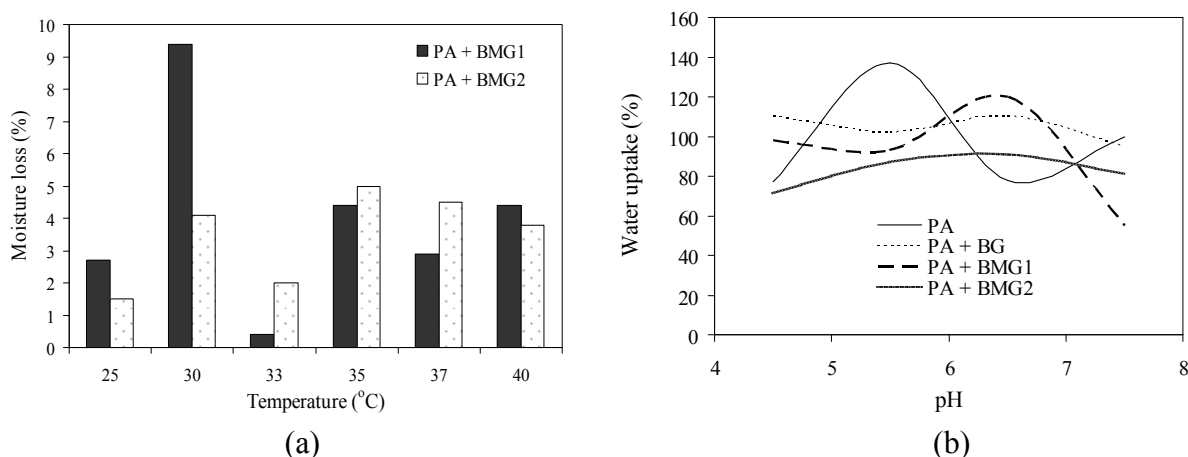 10
9
8
7
6
5
4
3
2
1
0
Moisture loss (%)
PA + BMG1
PA + BMG2
25 30 33 35 37 40
Temperature (°C)
(a)
160
140
120
100
80
60
40
20
0
Water uptake (%)
PA
PA + BG
PA + BMG1
PA + BMG2
4 5 6 7 8
pH
(b)